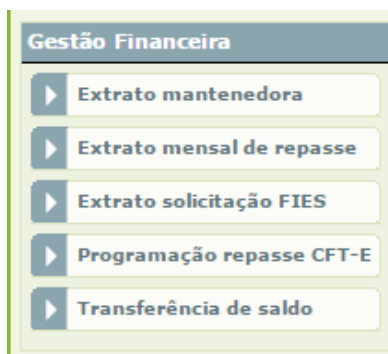 Gestão Financeira
Extrato mantenedora
Extrato mensal de repasse
Extrato solicitação FIES
Programação repasse CFT-E
Transferência de saldo